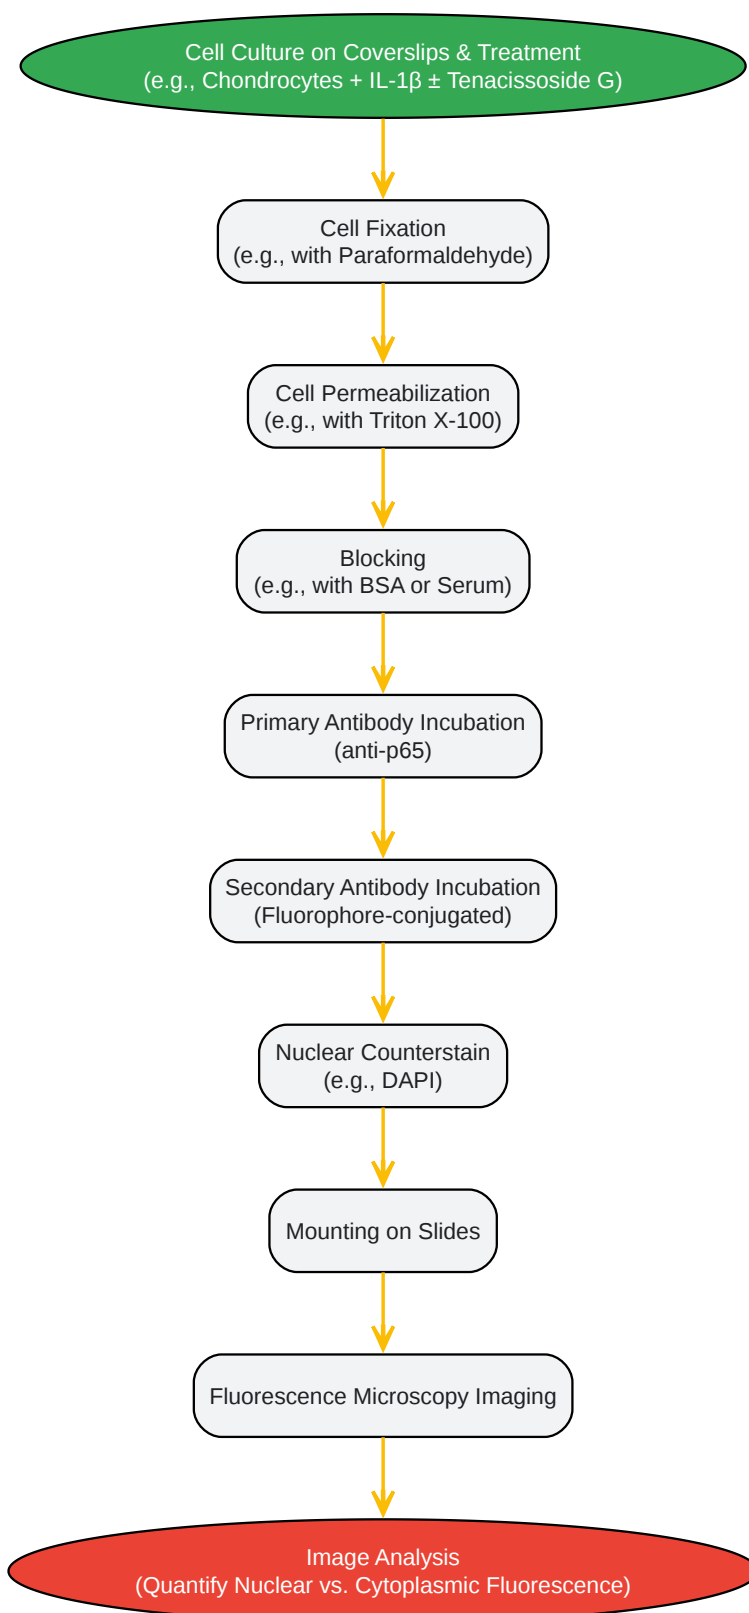 Cell Culture on Coverslips & Treatment
(e.g., Chondrocytes + IL-1β ± Tenacissoside G)
Cell Fixation
(e.g., with Paraformaldehyde)
Cell Permeabilization
(e.g., with Triton X-100)
Blocking
(e.g., with BSA or Serum)
Primary Antibody Incubation
(anti-p65)
Secondary Antibody Incubation
(Fluorophore-conjugated)
Nuclear Counterstain
(e.g., DAPI)
Mounting on Slides
Fluorescence Microscopy Imaging
Image Analysis
(Quantify Nuclear vs. Cytoplasmic Fluorescence)